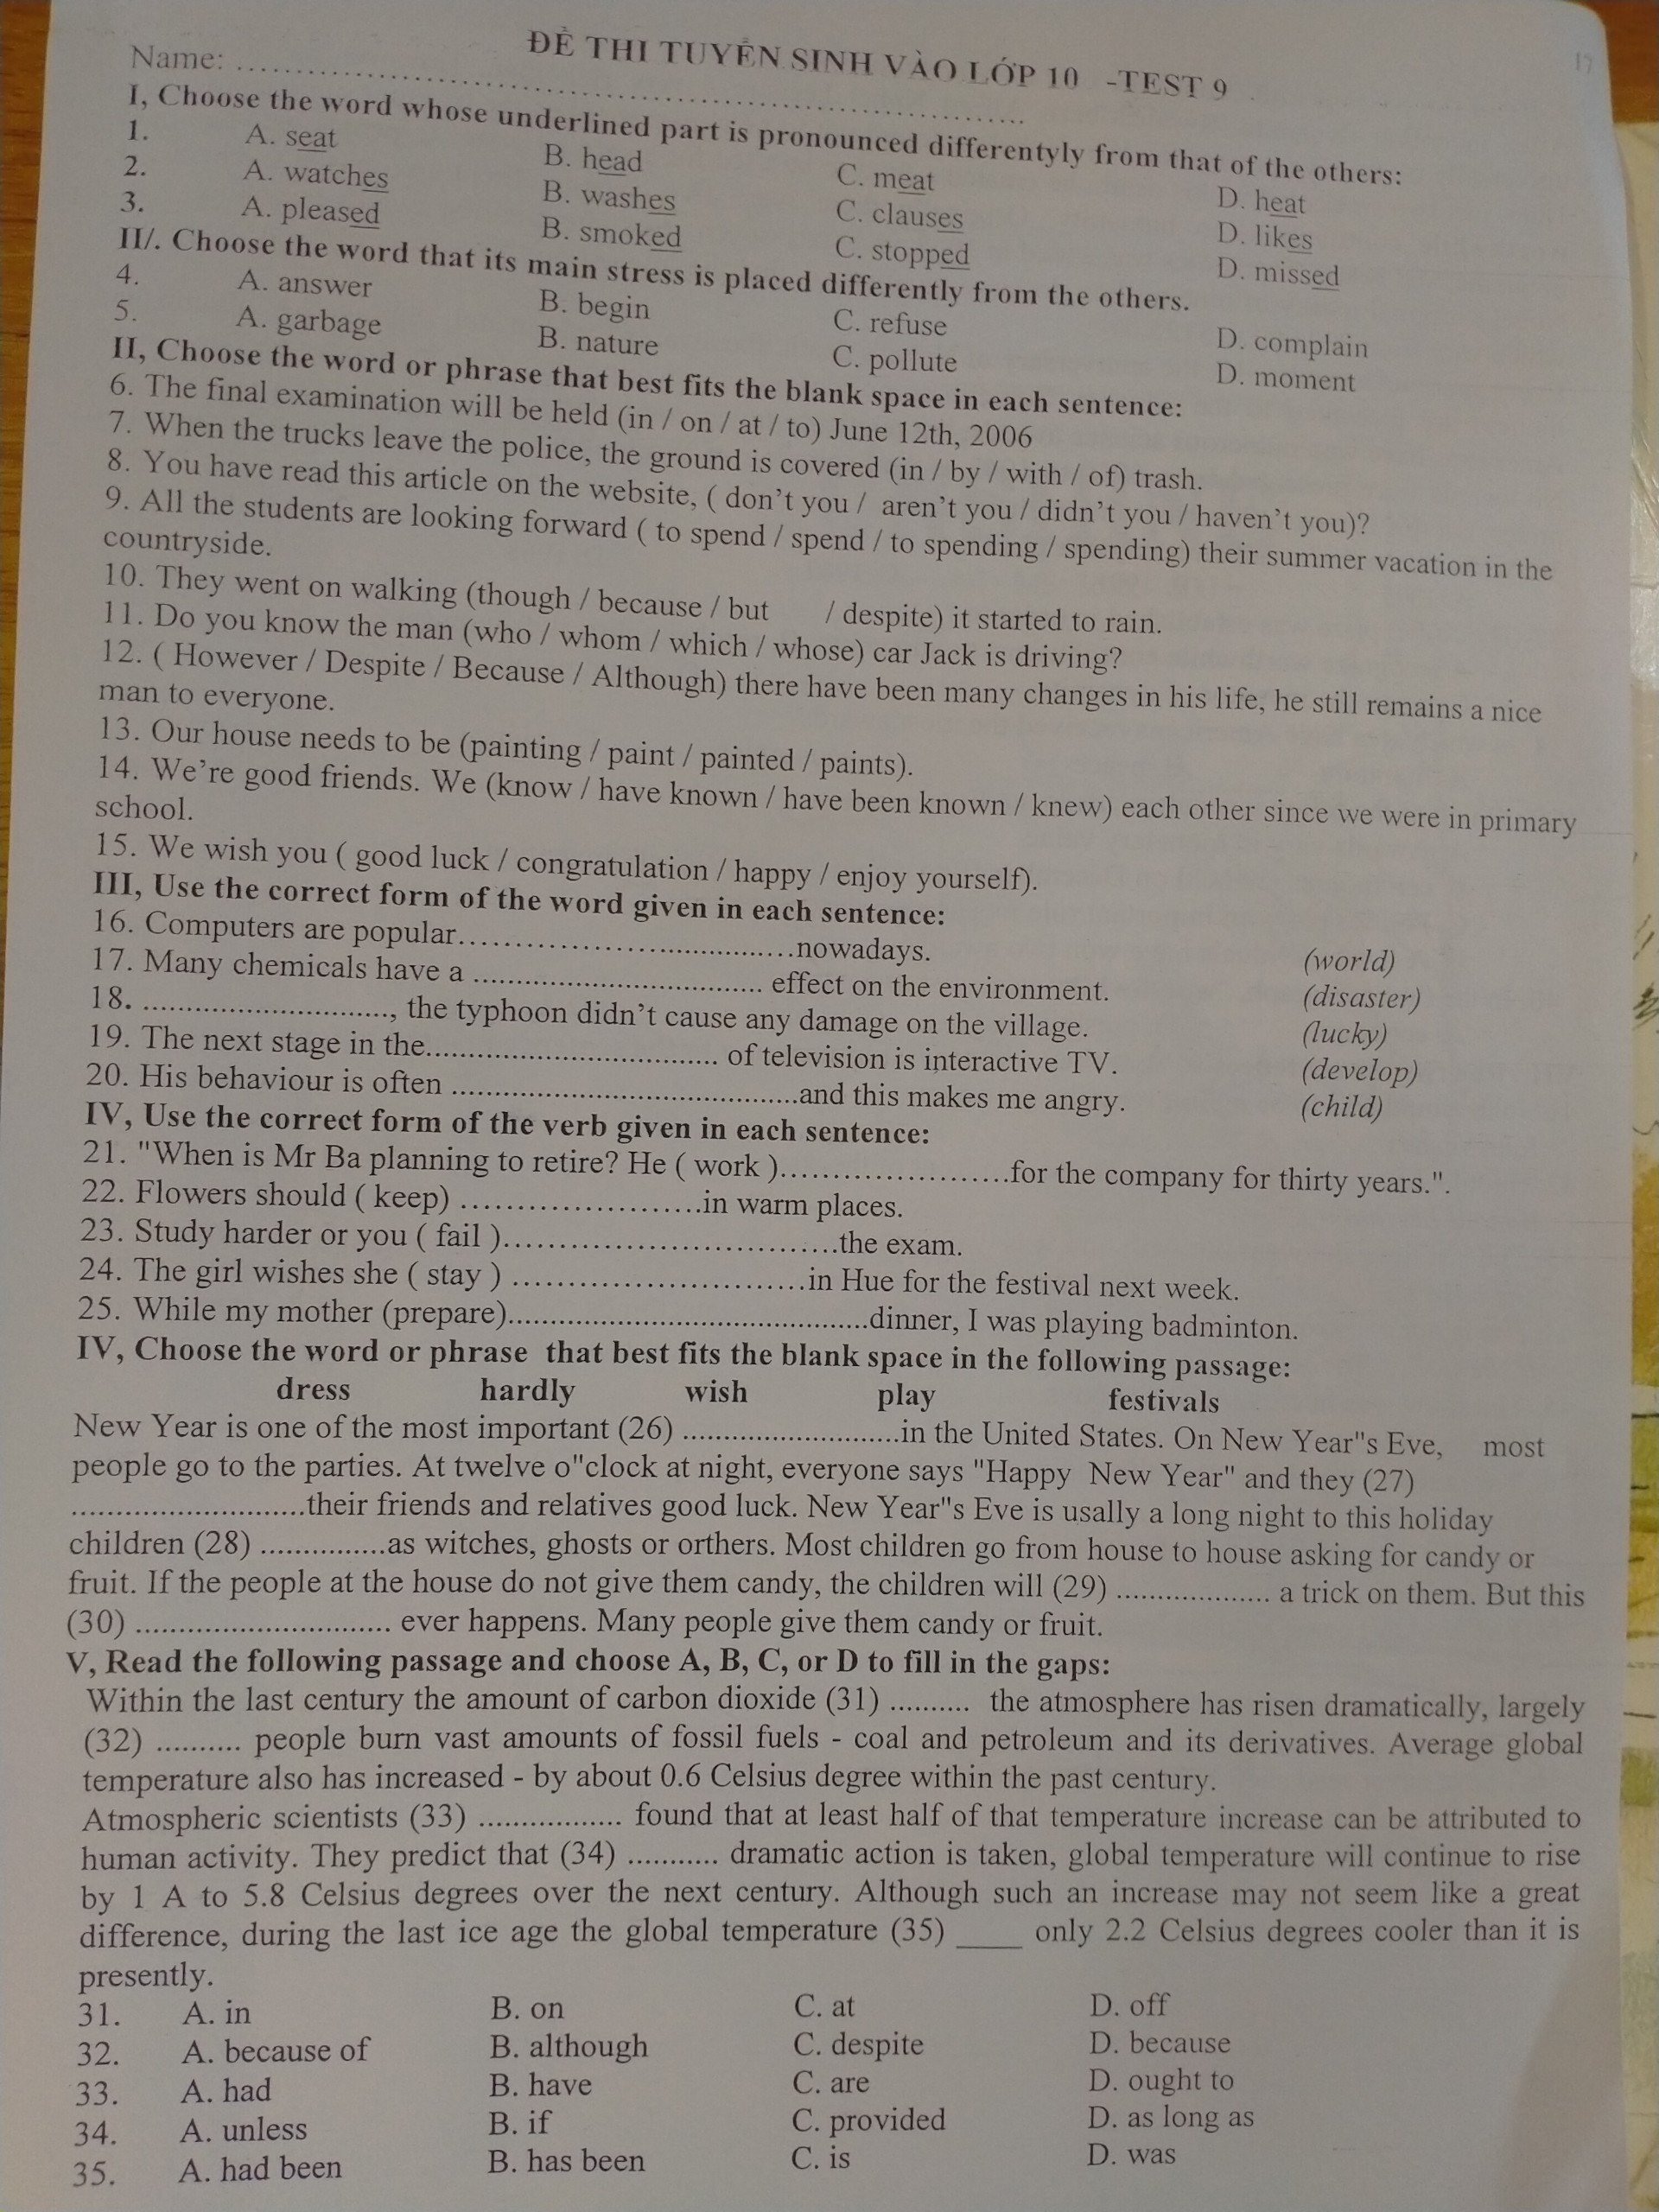 ĐỀ THI TUYỂN SINH VÀO LỚP 10 -TEST 9
17
Name: ................................................................................
I, Choose the word whose underlined part is pronounced differentyly from that of the others:
1. A. seat B. head C. meat D. heat
2. A. watches B. washes C. clauses D. likes
3. A. pleased B. smoked C. stopped D. missed
II/. Choose the word that its main stress is placed differently from the others.
4. A. answer B. begin C. refuse D. complain
5. A. garbage B. nature C. pollute D. moment
II, Choose the word or phrase that best fits the blank space in each sentence:
6. The final examination will be held (in / on / at / to) June 12th, 2006
7. When the trucks leave the police, the ground is covered (in / by / with / of) trash.
8. You have read this article on the website, ( don't you / aren't you / didn't you / haven't you)?
9. All the students are looking forward ( to spend / spend / to spending / spending) their summer vacation in the
countryside.
10. They went on walking (though / because / but / despite) it started to rain.
11. Do you know the man (who / whom / which / whose) car Jack is driving?
12. ( However / Despite / Because / Although) there have been many changes in his life, he still remains a nice
man to everyone.
13. Our house needs to be (painting / paint / painted / paints).
14. We're good friends. We (know / have known / have been known / knew) each other since we were in primary
school.
15. We wish you ( good luck / congratulation / happy / enjoy yourself).
III, Use the correct form of the word given in each sentence:
16. Computers are popular....................................nowadays. (world)
17. Many chemicals have a .................................... effect on the environment. (disaster)
18. ..............................., the typhoon didn't cause any damage on the village. (lucky)
19. The next stage in the.................................... of television is interactive TV. (develop)
20. His behaviour is often ...........................................and this makes me angry. (child)
IV, Use the correct form of the verb given in each sentence:
21. "When is Mr Ba planning to retire? He ( work )........................for the company for thirty years.".
22. Flowers should ( keep) .........................in warm places.
23. Study harder or you ( fail )..................................the exam.
24. The girl wishes she ( stay ) ..............................in Hue for the festival next week.
25. While my mother (prepare).............................................dinner, I was playing badminton.
IV, Choose the word or phrase that best fits the blank space in the following passage:
dress hardly wish play festivals
New Year is one of the most important (26) ...........................in the United States. On New Year"s Eve, most
people go to the parties. At twelve o"clock at night, everyone says "Happy New Year" and they (27)
.............................their friends and relatives good luck. New Year"s Eve is usally a long night to this holiday
children (28) ................as witches, ghosts or orthers. Most children go from house to house asking for candy or
fruit. If the people at the house do not give them candy, the children will (29) ................... a trick on them. But this
(30) ................................ ever happens. Many people give them candy or fruit.
V, Read the following passage and choose A, B, C, or D to fill in the gaps:
Within the last century the amount of carbon dioxide (31) .......... the atmosphere has risen dramatically, largely
(32) .......... people burn vast amounts of fossil fuels - coal and petroleum and its derivatives. Average global
temperature also has increased - by about 0.6 Celsius degree within the past century.
Atmospheric scientists (33) ................. found that at least half of that temperature increase can be attributed to
human activity. They predict that (34) ........... dramatic action is taken, global temperature will continue to rise
by 1 A to 5.8 Celsius degrees over the next century. Although such an increase may not seem like a great
difference, during the last ice age the global temperature (35) ____ only 2.2 Celsius degrees cooler than it is
presently.
31. A. in B. on C. at D. off
32. A. because of B. although C. despite D. because
33. A. had B. have C. are D. ought to
34. A. unless B. if C. provided D. as long as
35. A. had been B. has been C. is D. was